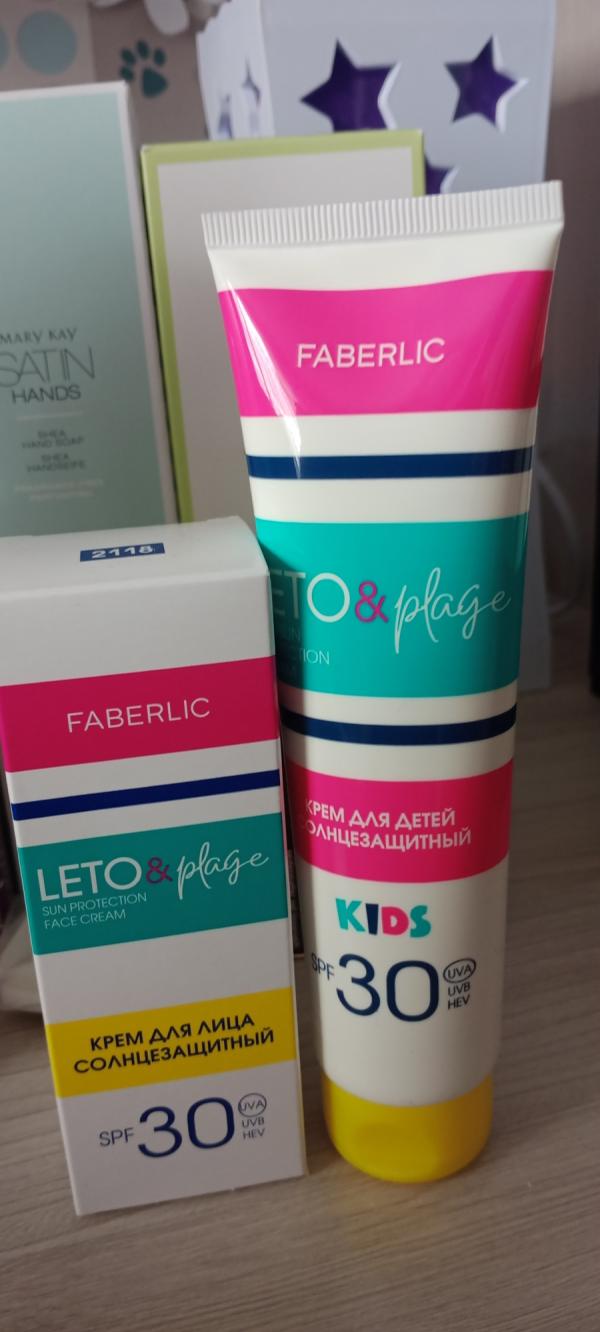 MARY KAY
SATIN
HANDS
SHEA
HAND SOAP
SHEA
HANDSEIFE
2118
FABERLIC
LETO & plage
SUN PROTECTION
FACE CREAM
КРЕМ ДЛЯ ЛИЦА
СОЛНЦЕЗАЩИТНЫЙ
SPF 30 UVA
UVB
HEV
FABERLIC
ETO & plage
КРЕМ ДЛЯ ДЕТЕЙ
СОЛНЦЕЗАЩИТНЫЙ
KIDS
SPF 30 UVA
UVB
HEV